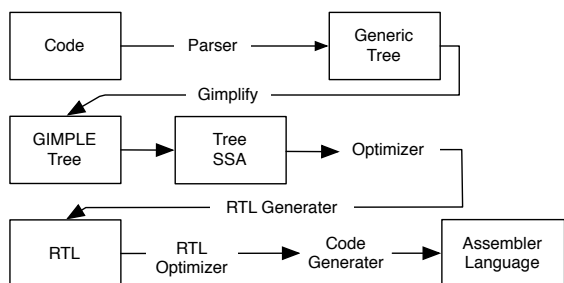 Code
Parser
Generic
Tree
Gimplify
GIMPLE
Tree
Tree
SSA
Optimizer
RTL Generater
RTL
RTL
Optimizer
Code
Generater
Assembler
Language